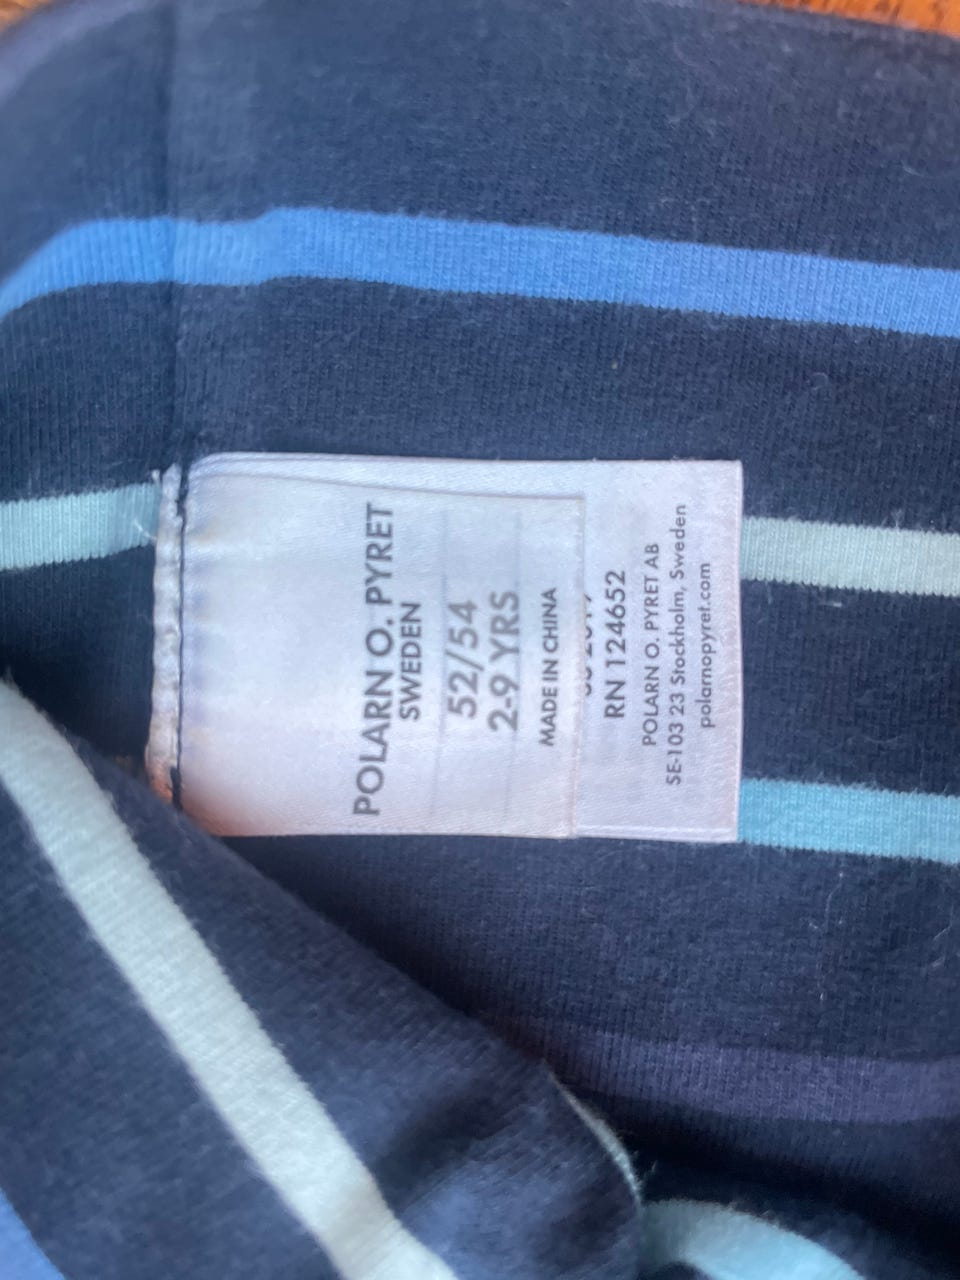 POLARN O. PYRET
SWEDEN
52/54
2-9 YRS
MADE IN CHINA
RN 124652
POLARN O. PYRET AB
SE-103 23 Stockholm, Sweden
polarnopyret.com